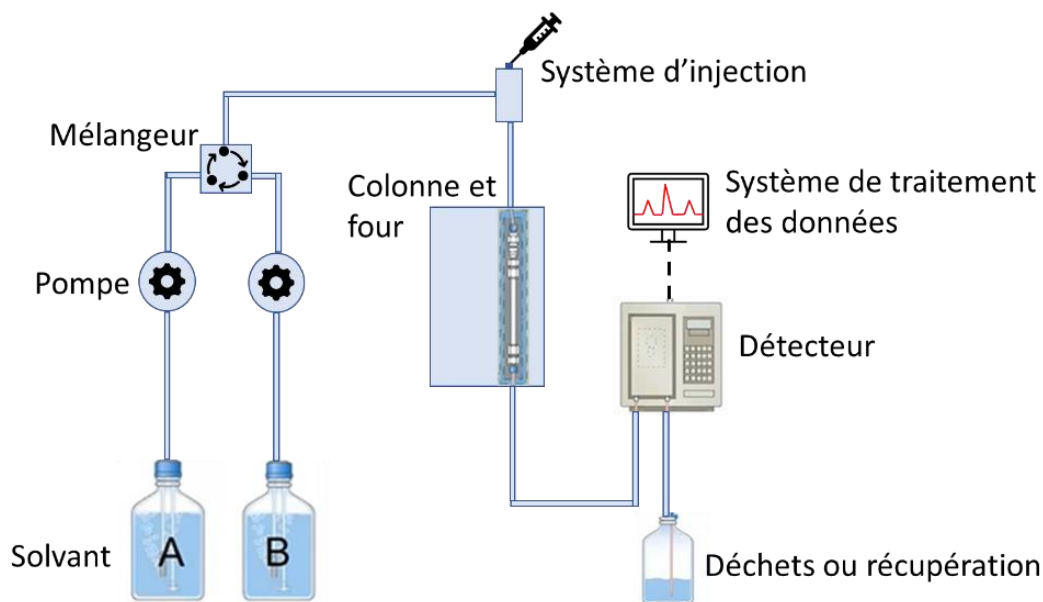 Système d'injection
Mélangeur
Colonne et
four
Système de traitement
des données
Pompe
Détecteur
Solvant
A
B
Déchets ou récupération